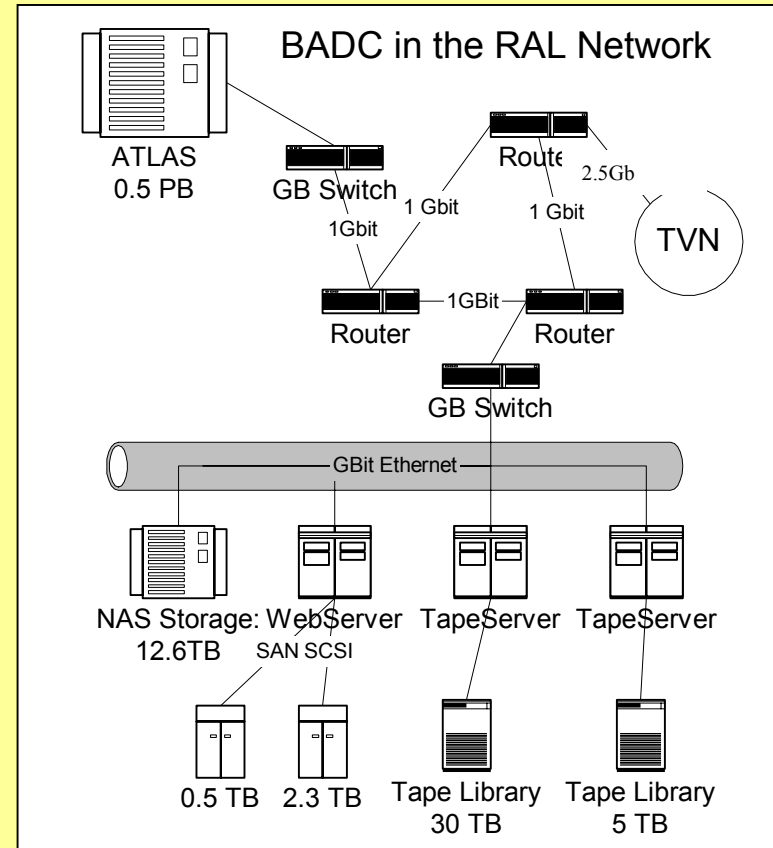 BADC in the RAL Network
ATLAS
0.5 PB
GB Switch
Route
2.5Gb
1 Gbit
1Gbit
1 Gbit
TVN
Router
1GBit
Router
GB Switch
GBit Ethernet
NAS Storage:
12.6TB
WebServer
TapeServer
TapeServer
SAN SCSI
0.5 TB
2.3 TB
Tape Library
30 TB
Tape Library
5 TB